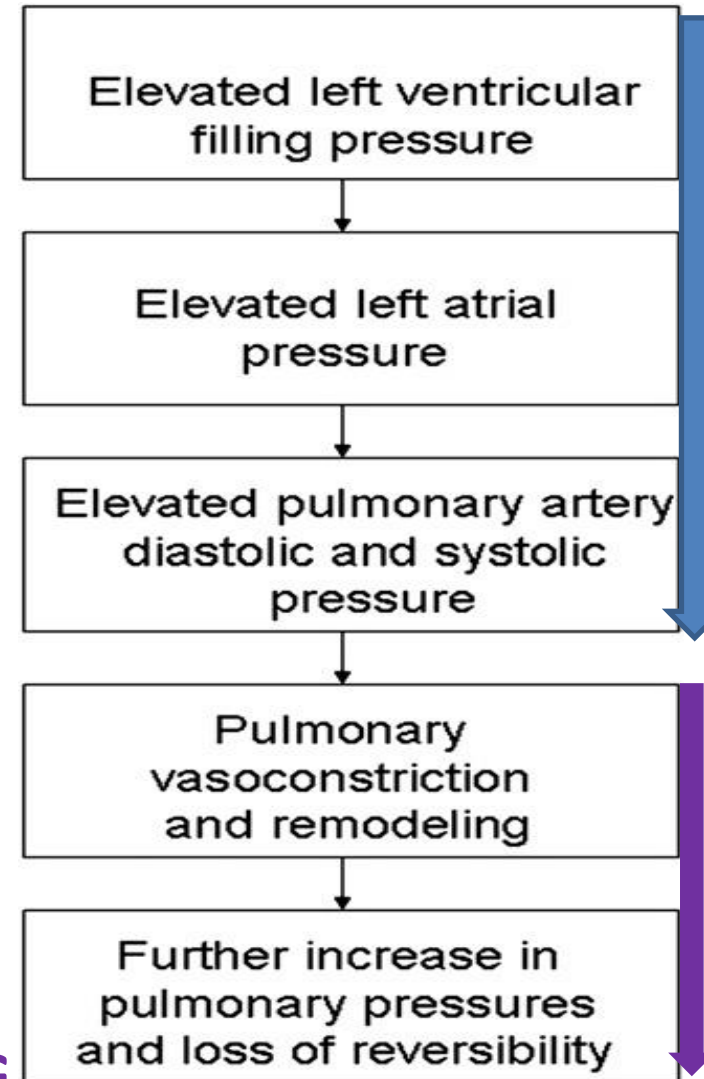 Elevated left ventricular
filling pressure
Elevated left atrial
pressure
Elevated pulmonary artery
diastolic and systolic
pressure
Pulmonary
vasoconstriction
and remodeling
Further increase in
pulmonary pressures
and loss of reversibility